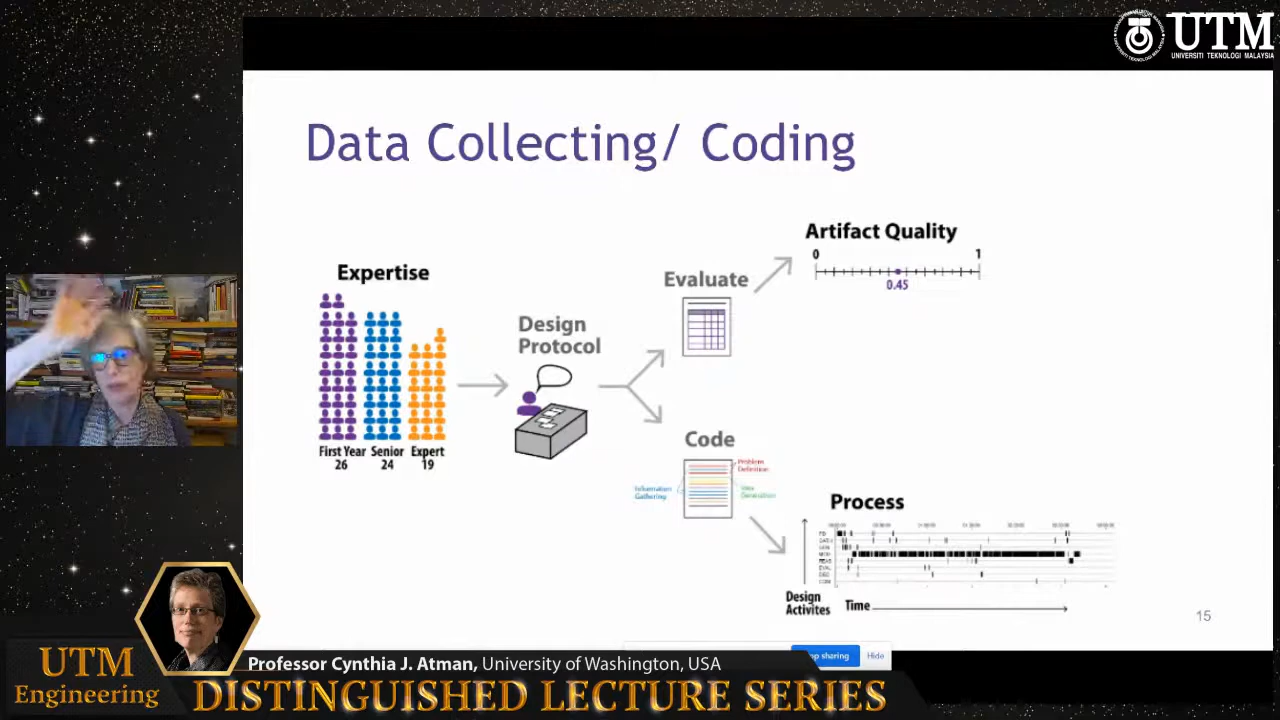 UTM
UNIVERSITI TEKNOLOGI MALAYSIA
Data Collecting/ Coding
Expertise
First Year
26
Senior
24
Expert
19
Design
Protocol
Evaluate
Artifact Quality
0
1
0.45
Code
Problem
Definition
Information
Gathering
Idea
Generation
Process
Design
Activites
Time
15
op sharing
Hide
UTM
Engineering
Professor Cynthia J. Atman, University of Washington, USA
DISTINGUISHED LECTURE SERIES